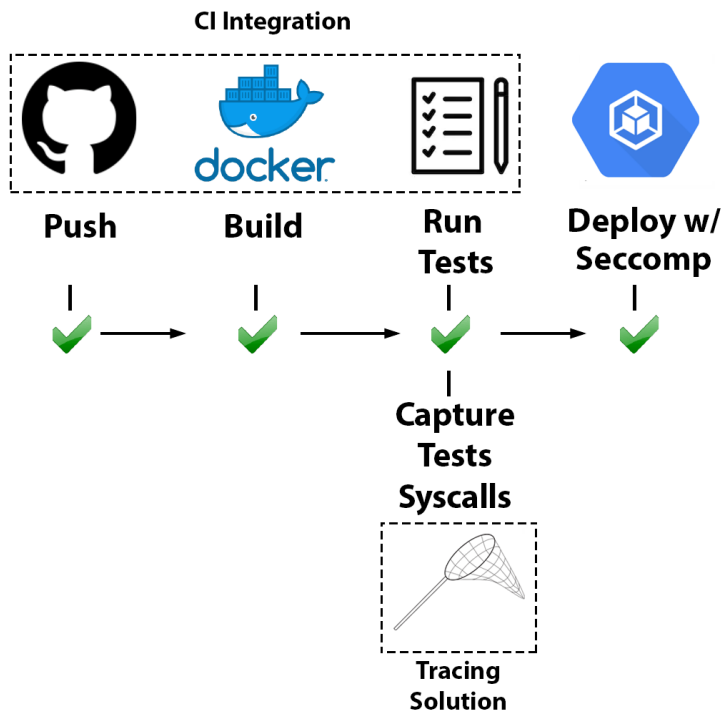 CI Integration
docker
Push
Build
Run
Tests
Deploy w/
Seccomp
Capture
Tests
Syscalls
Tracing
Solution